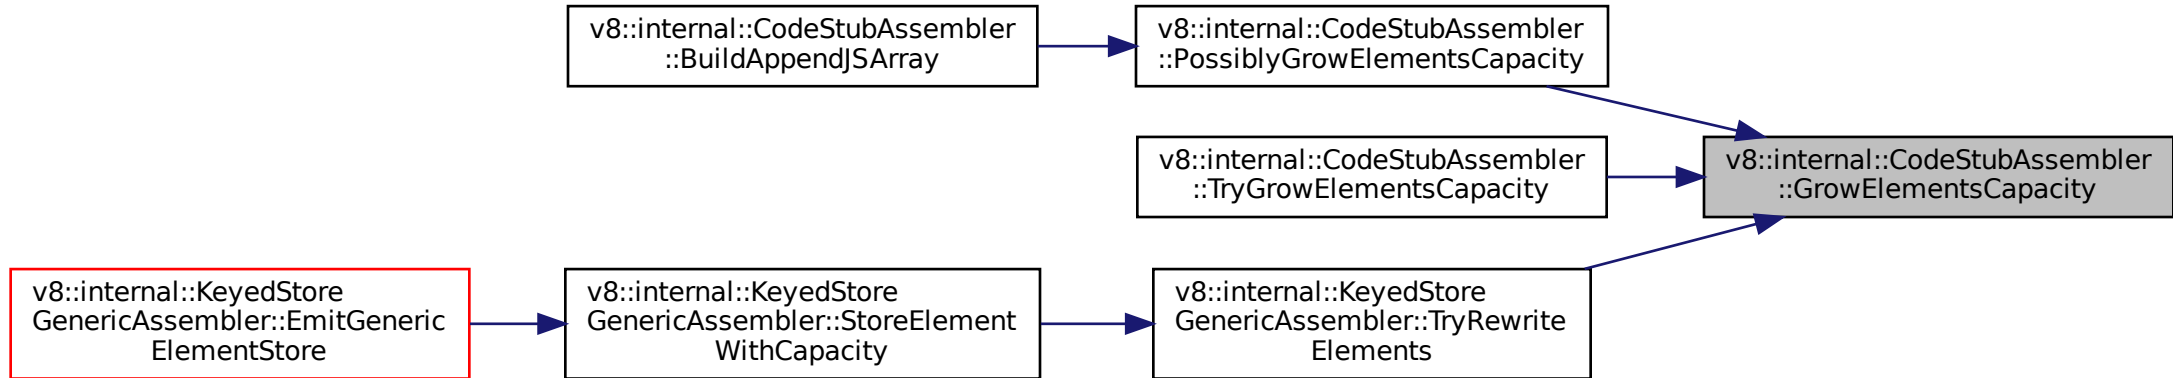 v8::internal::CodeStubAssembler
::BuildAppendJSArray
v8::internal::CodeStubAssembler
::PossiblyGrowElementsCapacity
v8::internal::CodeStubAssembler
::TryGrowElementsCapacity
v8::internal::CodeStubAssembler
::GrowElementsCapacity
v8::internal::KeyedStore
GenericAssembler::EmitGeneric
ElementStore
v8::internal::KeyedStore
GenericAssembler::StoreElement
WithCapacity
v8::internal::KeyedStore
GenericAssembler::TryRewrite
Elements